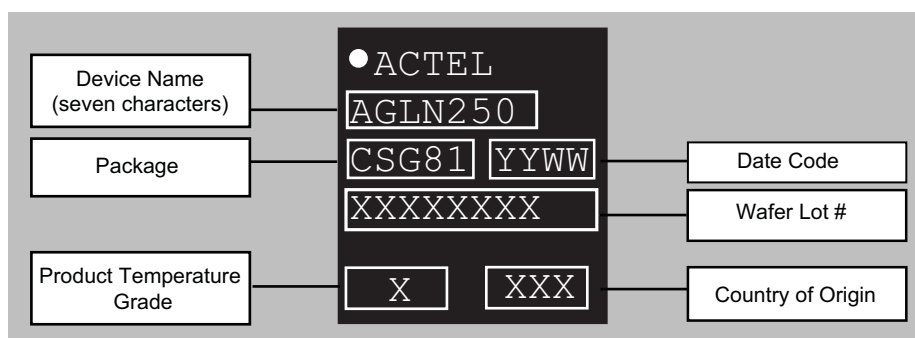 ACTEL
Device Name
(seven characters)
AGLN250
Package
CSG81
YYWW
Date Code
XXXXXXXX
Wafer Lot #
Product Temperature
Grade
X
XXX
Country of Origin